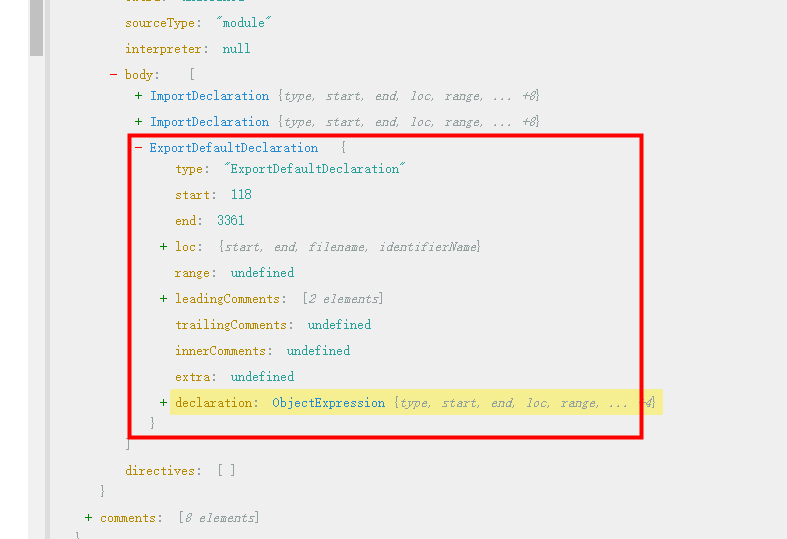 sourceType: "module"
interpreter: null
- body: [
+ ImportDeclaration {type, start, end, loc, range, ... +8}
+ ImportDeclaration {type, start, end, loc, range, ... +8}
- ExportDefaultDeclaration {
type: "ExportDefaultDeclaration"
start: 118
end: 3361
+ loc: {start, end, filename, identifierName}
range: undefined
+ leadingComments: [2 elements]
trailingComments: undefined
innerComments: undefined
extra: undefined
+ declaration: ObjectExpression {type, start, end, loc, range, ... +4}
}
]
directives: [ ]
}
+ comments: [8 elements]
}